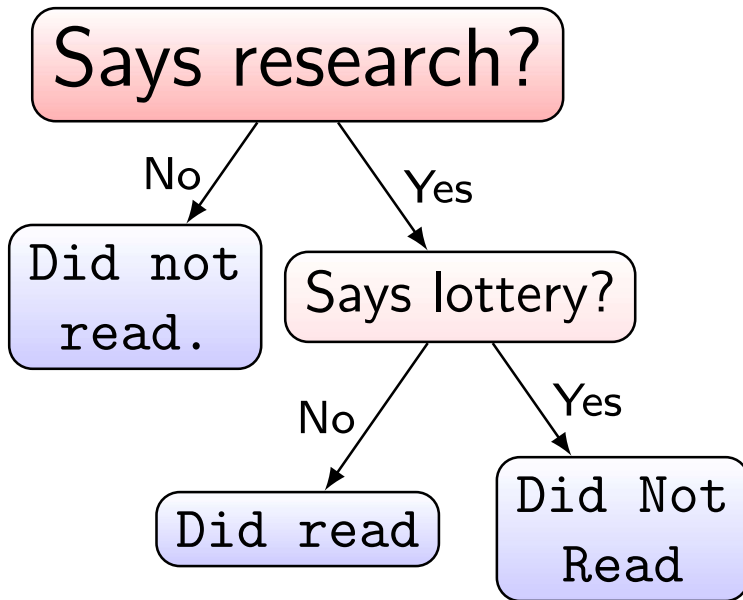 Says research?
No
Yes
Did not
read.
Says lottery?
No
Yes
Did read
Did Not
Read